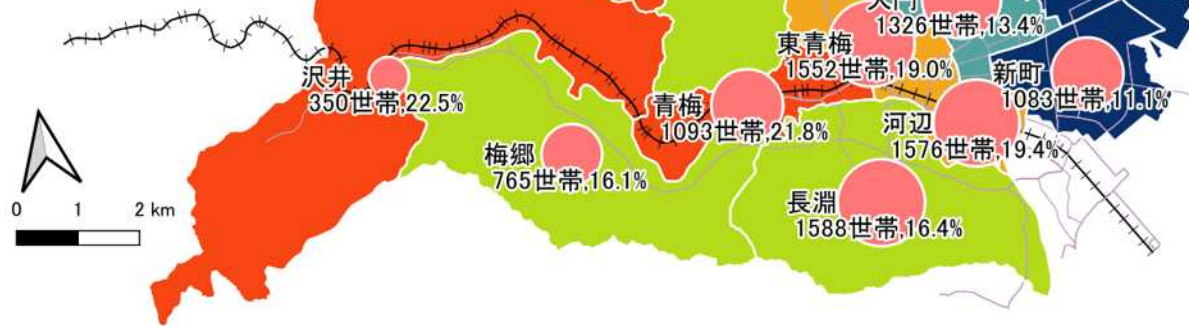 大門
1326世帯,13.4%
東青梅
1552世帯,19.0%
新町
1083世帯,11.1%
沢井
350世帯,22.5%
青梅
1093世帯,21.8%
河辺
1576世帯,19.4%
梅郷
765世帯,16.1%
長淵
1588世帯,16.4%
0 1 2 km